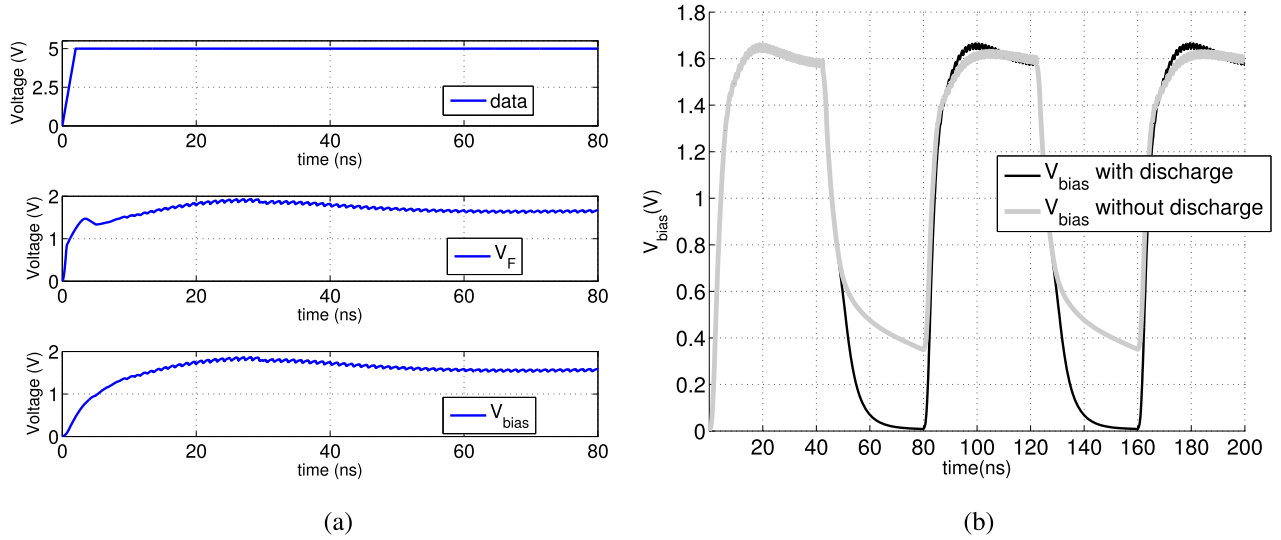 Voltage (V)
5
2.5
0
0 20 40 60 80
time (ns)
data
Voltage (V)
2
1
0
0 20 40 60 80
time (ns)
V_F
Voltage (V)
2
1
0
0 20 40 60 80
time (ns)
V_bias
(a)
V_bias(V)
1.8
1.6
1.4
1.2
1
0.8
0.6
0.4
0.2
0
20 40 60 80 100 120 140 160 180 200
time(ns)
V_bias with discharge
V_bias without discharge
(b)